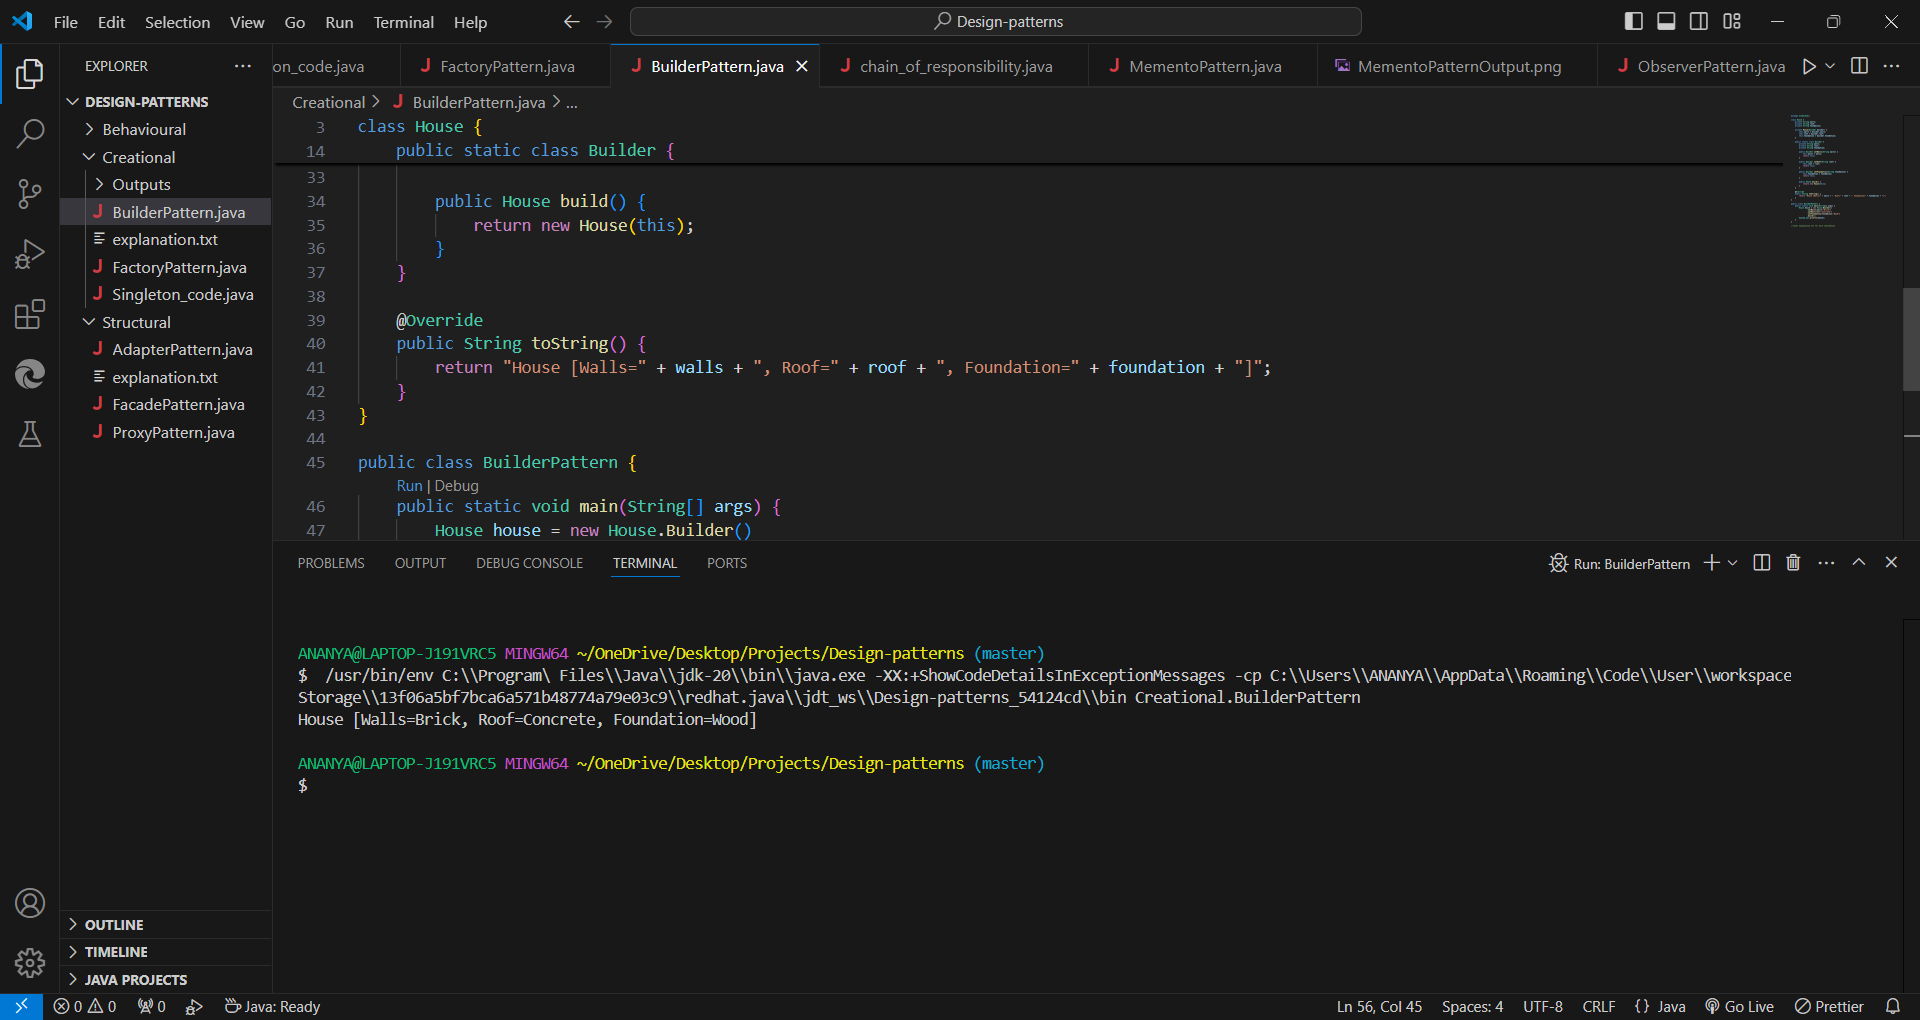 File Edit Selection View Go Run Terminal Help
Design-patterns
EXPLORER
on_code.java FactoryPattern.java BuilderPattern.java chain_of_responsibility.java MementoPattern.java MementoPatternOutput.png ObserverPattern.java
DESIGN-PATTERNS
Behavioural
Creational
Outputs
BuilderPattern.java
explanation.txt
FactoryPattern.java
Singleton_code.java
Structural
AdapterPattern.java
explanation.txt
FacadePattern.java
ProxyPattern.java
OUTLINE
TIMELINE
JAVA PROJECTS
Creational > BuilderPattern.java > ...
3 class House {
14 public static class Builder {
33
34 public House build() {
35 return new House(this);
36 }
37 }
38
39 @Override
40 public String toString() {
41 return "House [Walls=" + walls + ", Roof=" + roof + ", Foundation=" + foundation + "]";
42 }
43 }
44
45 public class BuilderPattern {
Run | Debug
46 public static void main(String[] args) {
47 House house = new House.Builder()
PROBLEMS OUTPUT DEBUG CONSOLE TERMINAL PORTS
Run: BuilderPattern
ANANYA@LAPTOP-J191VRC5 MINGW64 ~/OneDrive/Desktop/Projects/Design-patterns (master)
$ /usr/bin/env C:\\Program\ Files\\Java\\jdk-20\\bin\\java.exe -XX:+ShowCodeDetailsInExceptionMessages -cp C:\\Users\\ANANYA\\AppData\\Roaming\\Code\\User\\workspace
Storage\\13f06a5bf7bca6a571b48774a79e03c9\\redhat.java\\jdt_ws\\Design-patterns_54124cd\\bin Creational.BuilderPattern
House [Walls=Brick, Roof=Concrete, Foundation=Wood]
ANANYA@LAPTOP-J191VRC5 MINGW64 ~/OneDrive/Desktop/Projects/Design-patterns (master)
$
0 0 0 Java: Ready Ln 56, Col 45 Spaces: 4 UTF-8 CRLF {} Java Go Live Prettier